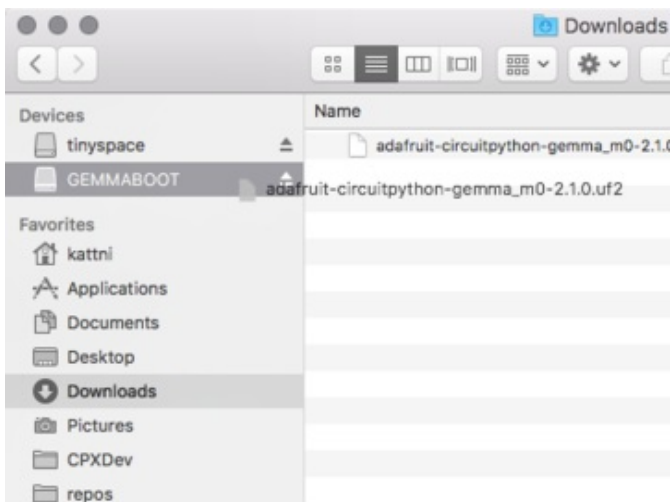 Downloads
Devices
tinyspace
GEMMABOOT
Favorites
kattni
Applications
Documents
Desktop
Downloads
Pictures
CPXDev
repos
Name
adafruit-circuitpython-gemma_m0-2.1.0
adafruit-circuitpython-gemma_m0-2.1.0.uf2